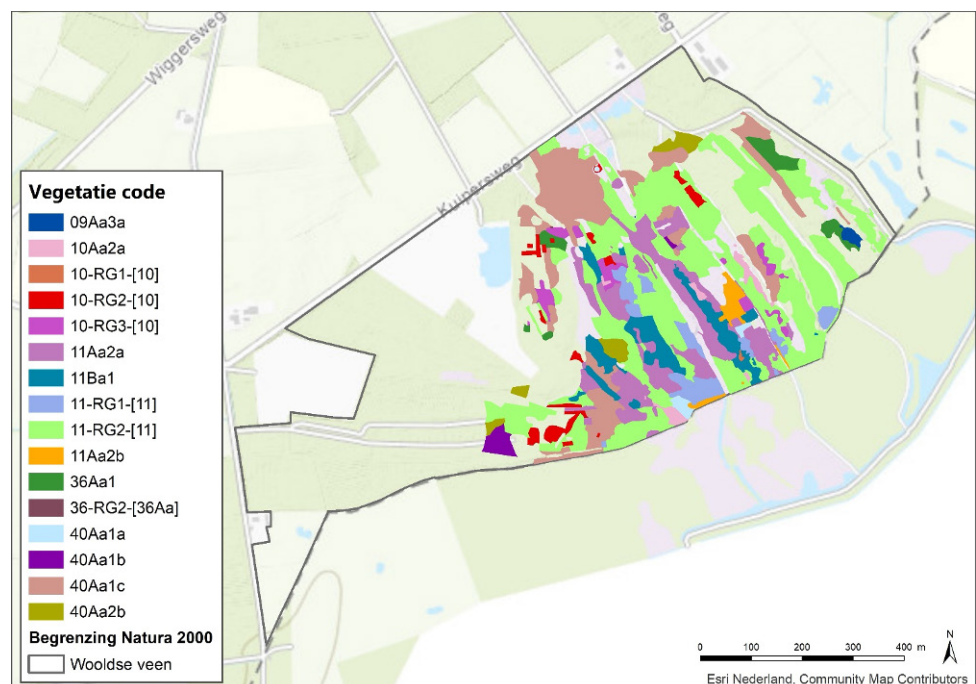 Wiggersweg
weg
Kuipersweg
Vegetatie code
09Aa3a
10Aa2a
10-RG1-[10]
10-RG2-[10]
10-RG3-[10]
11Aa2a
11Ba1
11-RG1-[11]
11-RG2-[11]
11Aa2b
36Aa1
36-RG2-[36Aa]
40Aa1a
40Aa1b
40Aa1c
40Aa2b
Begrenzing Natura 2000
Wooldse veen
N
0 100 200 300 400 m
Esri Nederland, Community Map Contributors